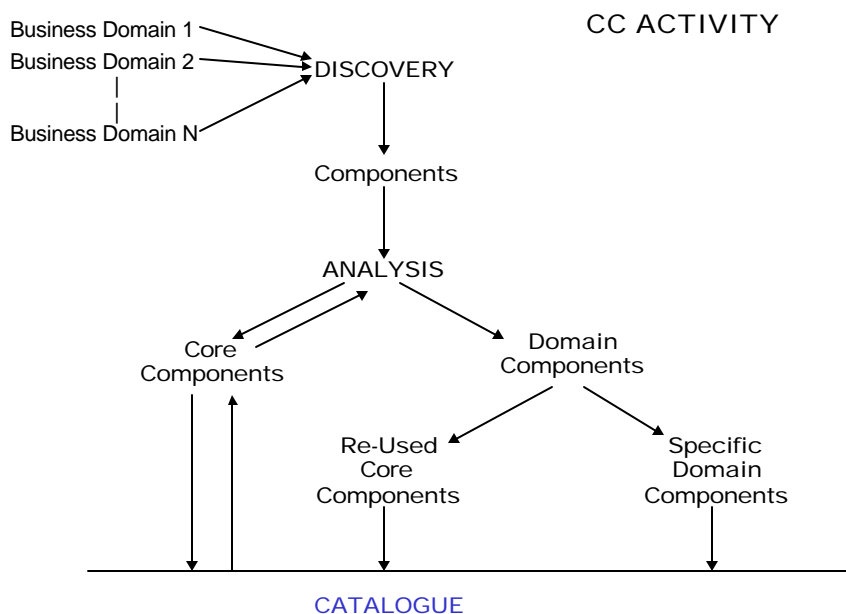 CC ACTIVITY
Business Domain 1
Business Domain 2
Business Domain N
DISCOVERY
Components
ANALYSIS
Core
Components
Domain
Components
Re-Used
Core
Components
Specific
Domain
Components
CATALOGUE